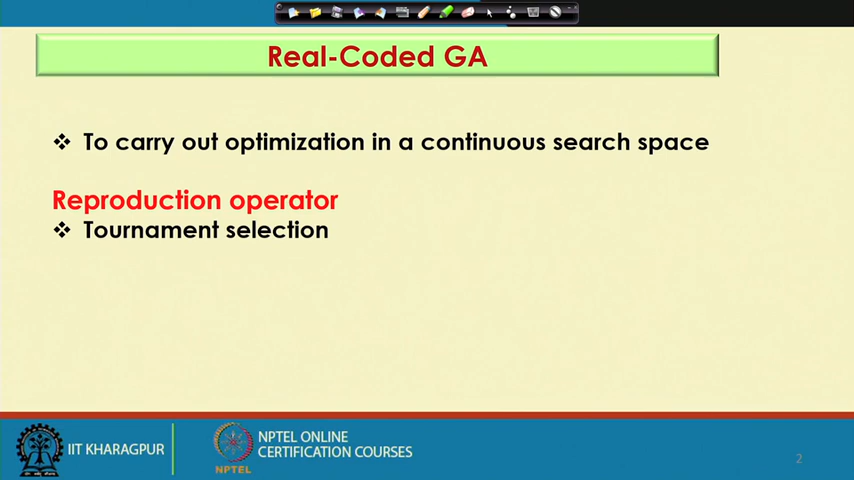 Real-Coded GA
❖ To carry out optimization in a continuous search space
Reproduction operator
❖ Tournament selection
IIT KHARAGPUR
NPTEL
NPTEL ONLINE
CERTIFICATION COURSES
2